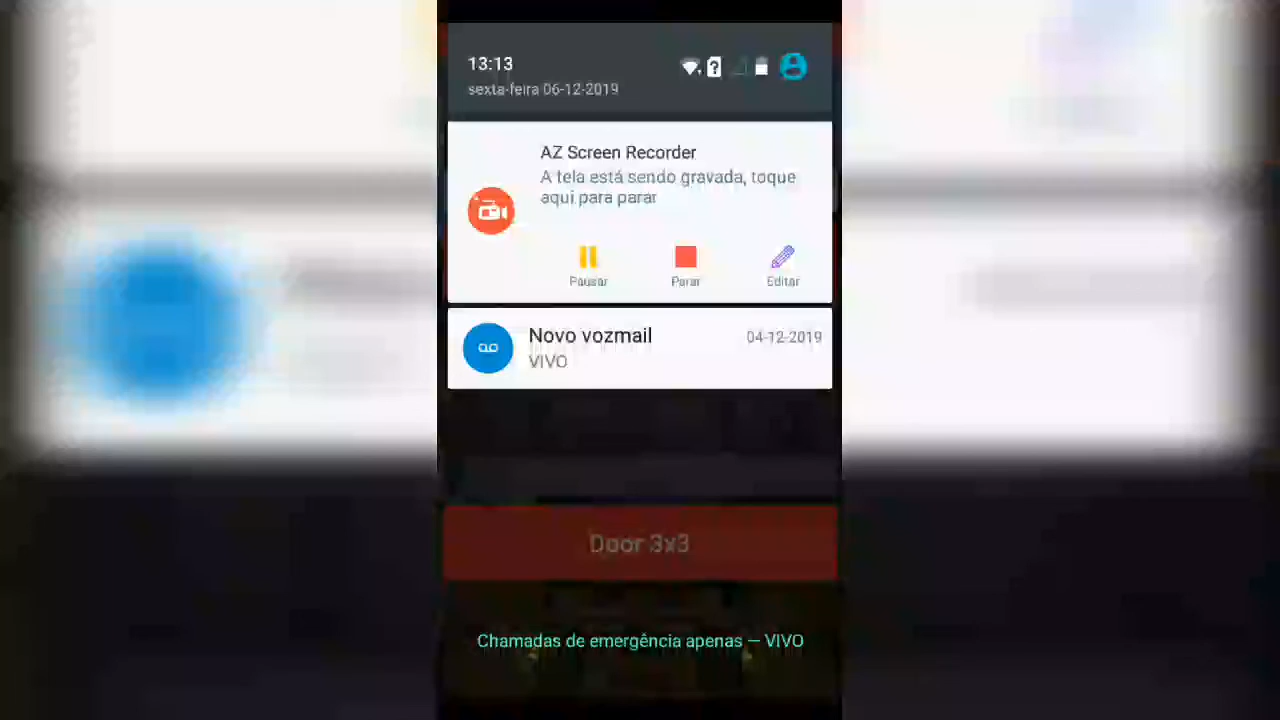 13:13
sexta-feira 06-12-2019
AZ Screen Recorder
A tela está sendo gravada, toque
aqui para parar
Pausar
Parar
Editar
Novo vozmail
04-12-2019
VIVO
Door 3x3
Chamadas de emergência apenas — VIVO